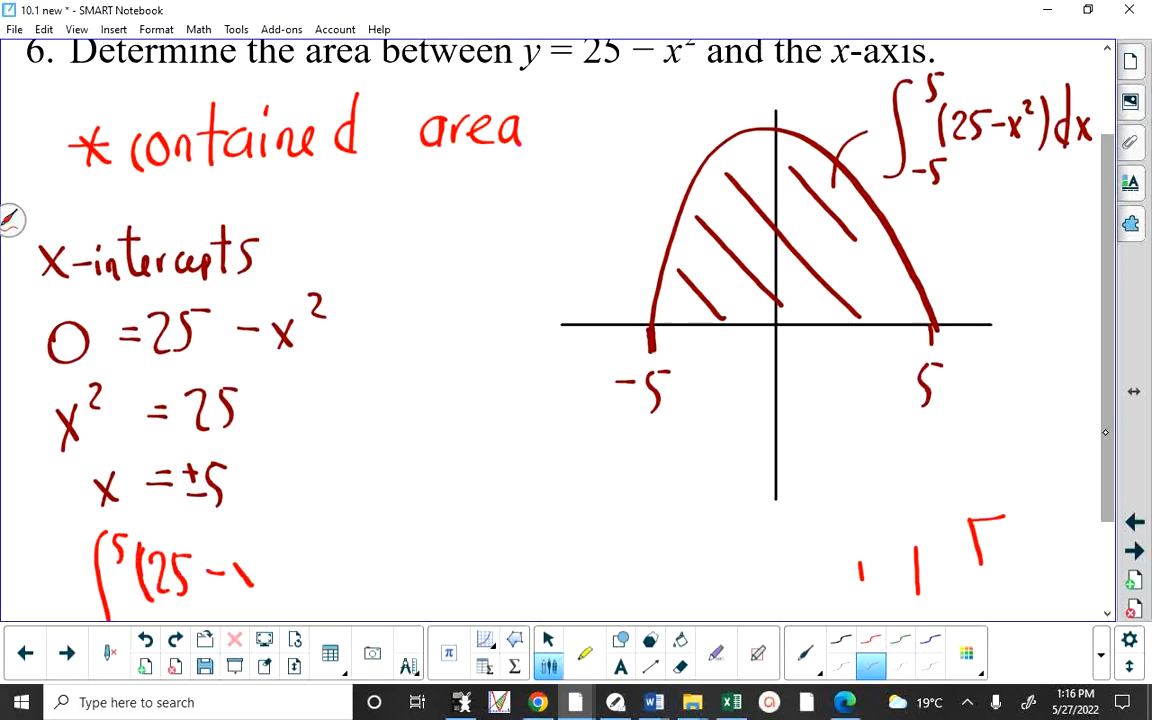 10.1 new * - SMART Notebook
File Edit View Insert Format Math Tools Add-ons Account Help
6. Determine the area between y = 25 − x² and the x-axis.
*contained area
∫₋₅⁵ (25-x²)dx
x-intercepts
0 = 25 - x²
x² = 25
x = ±5
-5
5
∫⁵ (25 -
π
Σ
A
Type here to search
19°C
1:16 PM
5/27/2022